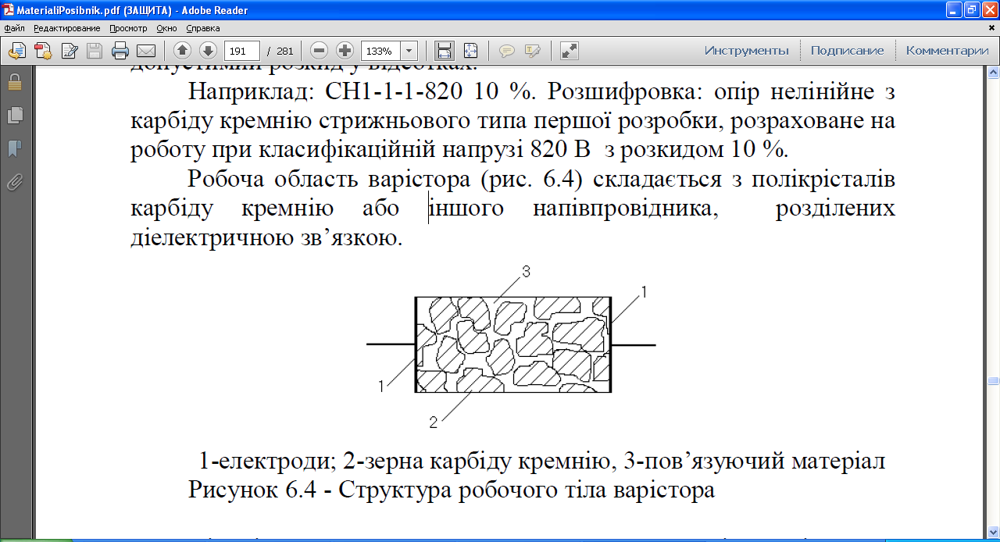 MaterialiPosibnik.pdf (ЗАЩИТА) - Adobe Reader
Файл Редактирование Просмотр Окно Справка
191 / 281 133% Инструменты Подписание Комментарии
допустимий розкид у відсотках.
Наприклад: СН1-1-1-820 10 %. Розшифровка: опір нелінійне з
карбіду кремнію стрижньового типа першої розробки, розраховане на
роботу при класифікаційній напрузі 820 В з розкидом 10 %.
Робоча область варістора (рис. 6.4) складається з полікрісталів
карбіду кремнію або іншого напівпровідника, розділених
діелектричною зв’язкою.
3
1
1
2
1-електроди; 2-зерна карбіду кремнію, 3-пов’язуючий матеріал
Рисунок 6.4 - Структура робочого тіла варістора